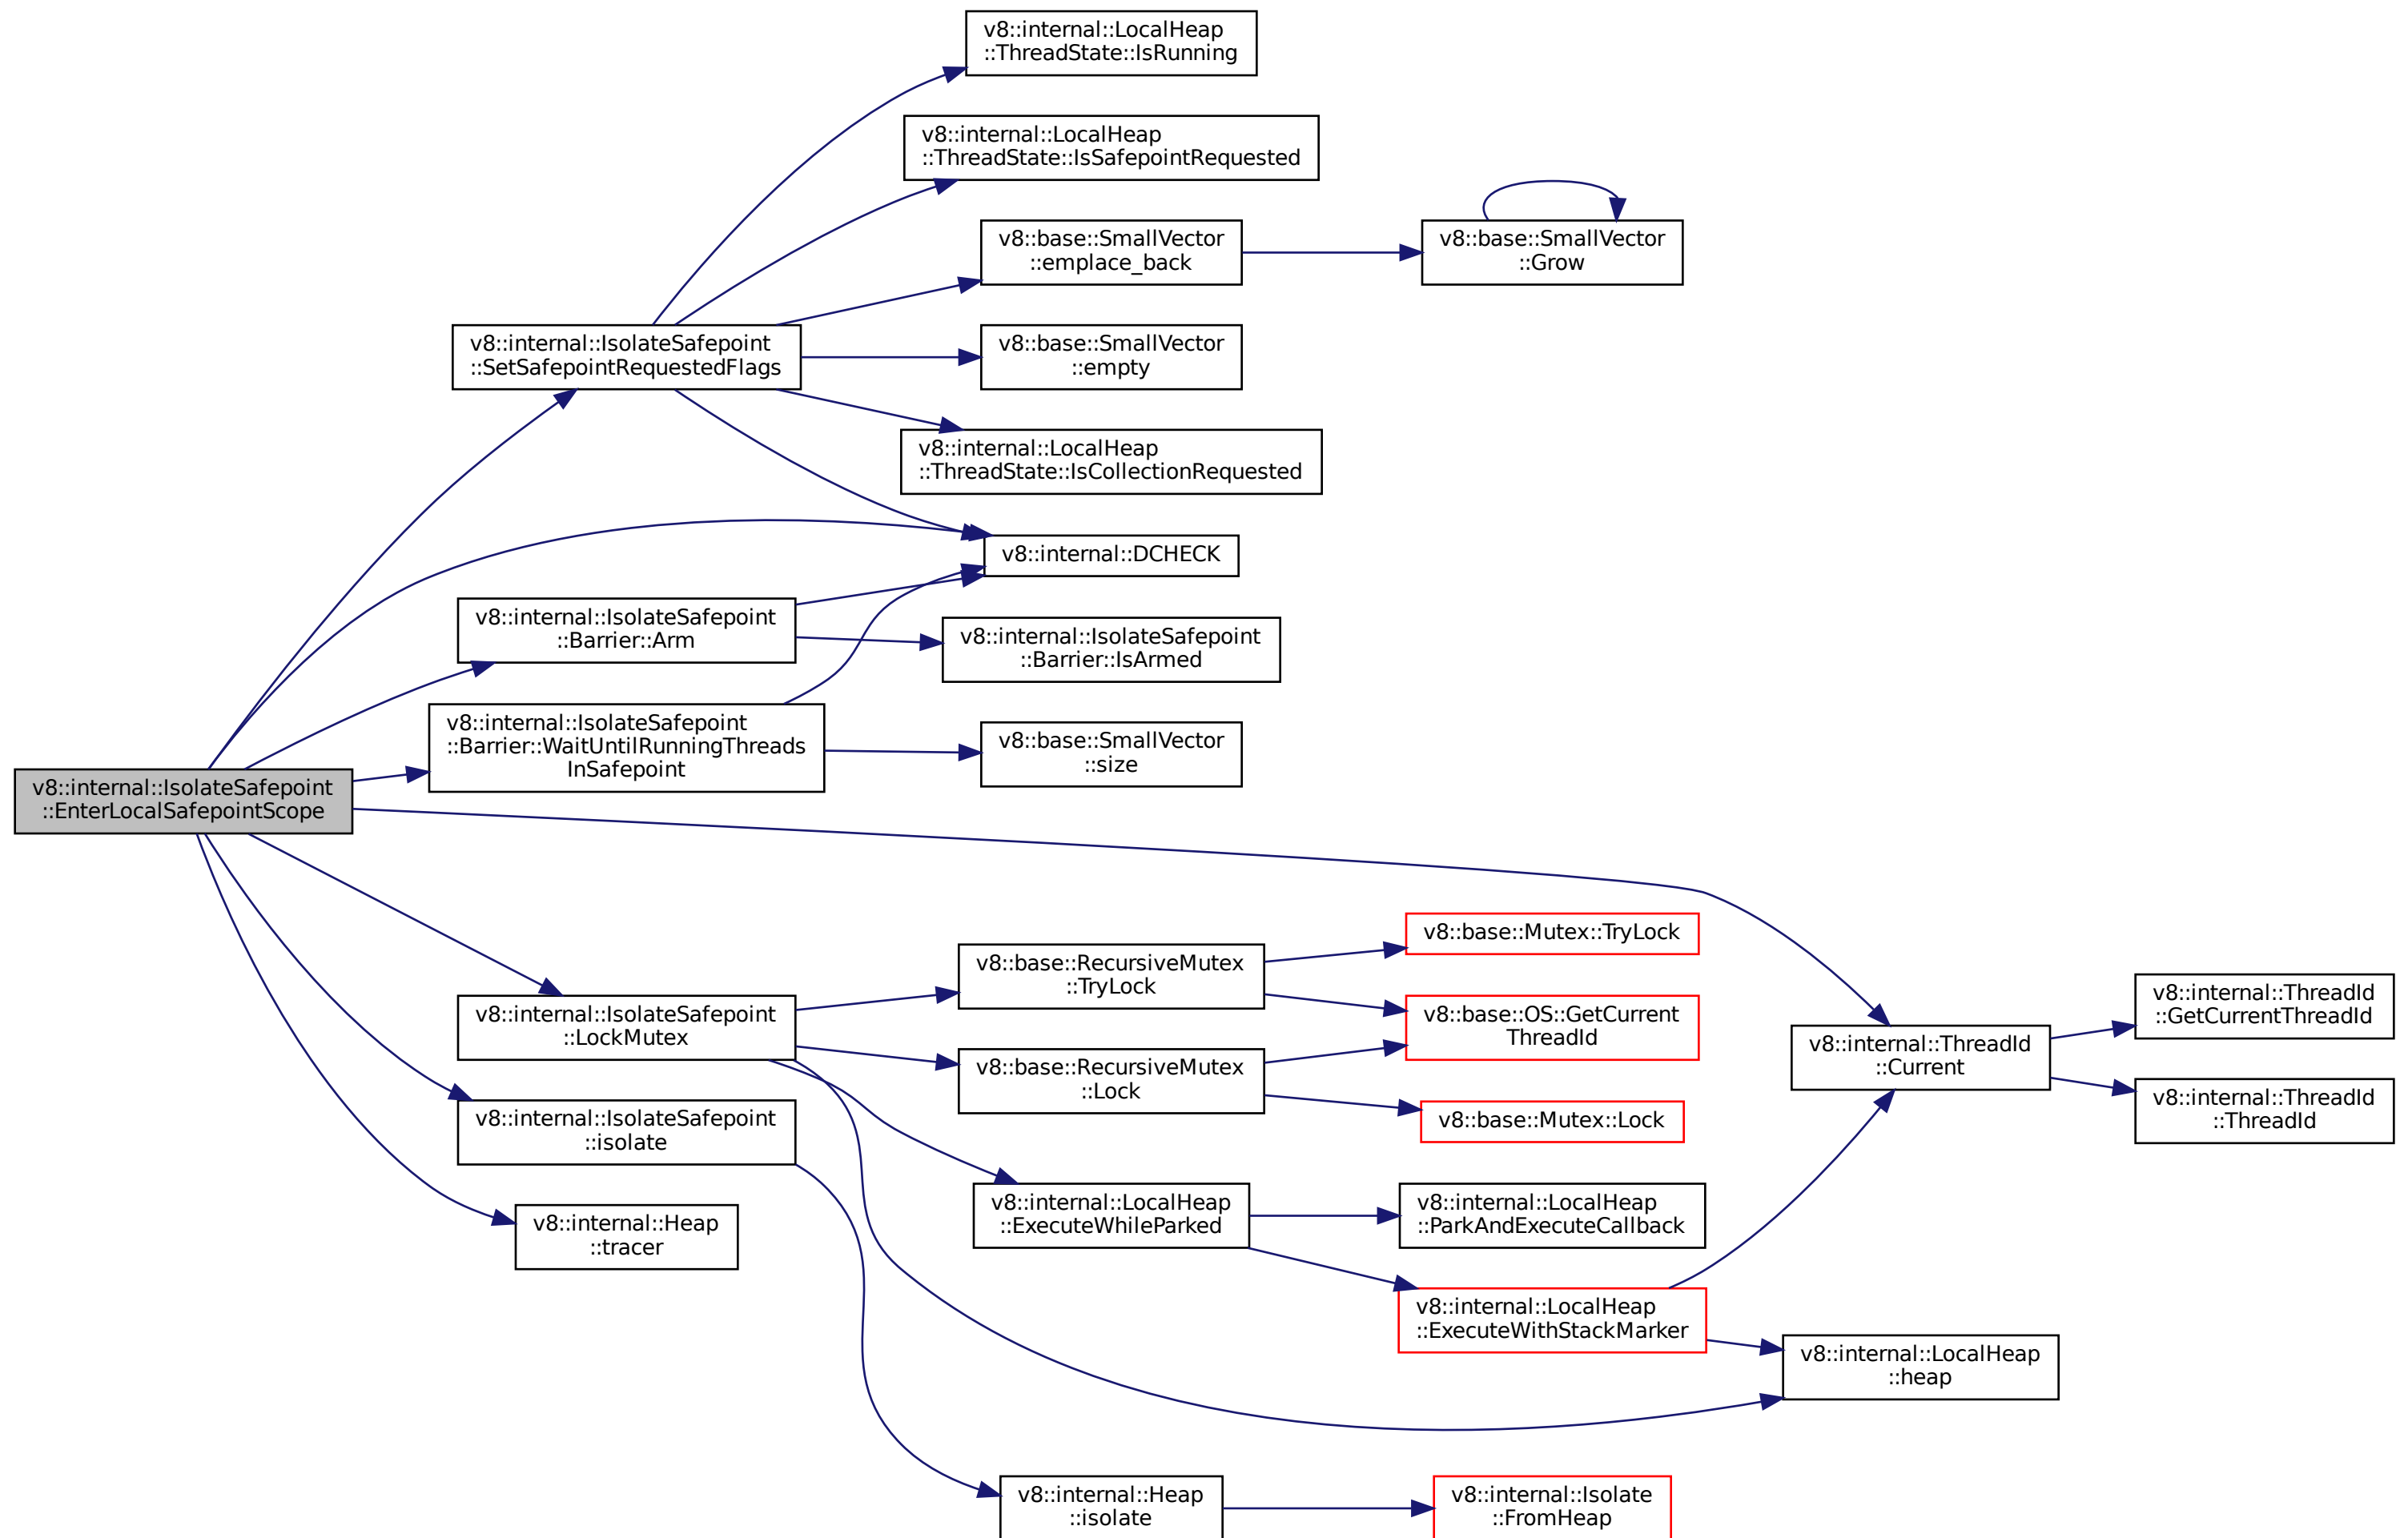 v8::internal::LocalHeap
::ThreadState::IsRunning
v8::internal::LocalHeap
::ThreadState::IsSafepointRequested
v8::base::SmallVector
::emplace_back
v8::base::SmallVector
::Grow
v8::internal::IsolateSafepoint
::SetSafepointRequestedFlags
v8::base::SmallVector
::empty
v8::internal::LocalHeap
::ThreadState::IsCollectionRequested
v8::internal::DCHECK
v8::internal::IsolateSafepoint
::Barrier::Arm
v8::internal::IsolateSafepoint
::Barrier::IsArmed
v8::internal::IsolateSafepoint
::Barrier::WaitUntilRunningThreads
InSafepoint
v8::base::SmallVector
::size
v8::internal::IsolateSafepoint
::EnterLocalSafepointScope
v8::base::Mutex::TryLock
v8::base::RecursiveMutex
::TryLock
v8::internal::IsolateSafepoint
::LockMutex
v8::base::OS::GetCurrent
ThreadId
v8::internal::ThreadId
::GetCurrentThreadId
v8::internal::ThreadId
::Current
v8::base::RecursiveMutex
::Lock
v8::base::Mutex::Lock
v8::internal::ThreadId
::ThreadId
v8::internal::IsolateSafepoint
::isolate
v8::internal::LocalHeap
::ExecuteWhileParked
v8::internal::LocalHeap
::ParkAndExecuteCallback
v8::internal::Heap
::tracer
v8::internal::LocalHeap
::ExecuteWithStackMarker
v8::internal::LocalHeap
::heap
v8::internal::Heap
::isolate
v8::internal::Isolate
::FromHeap